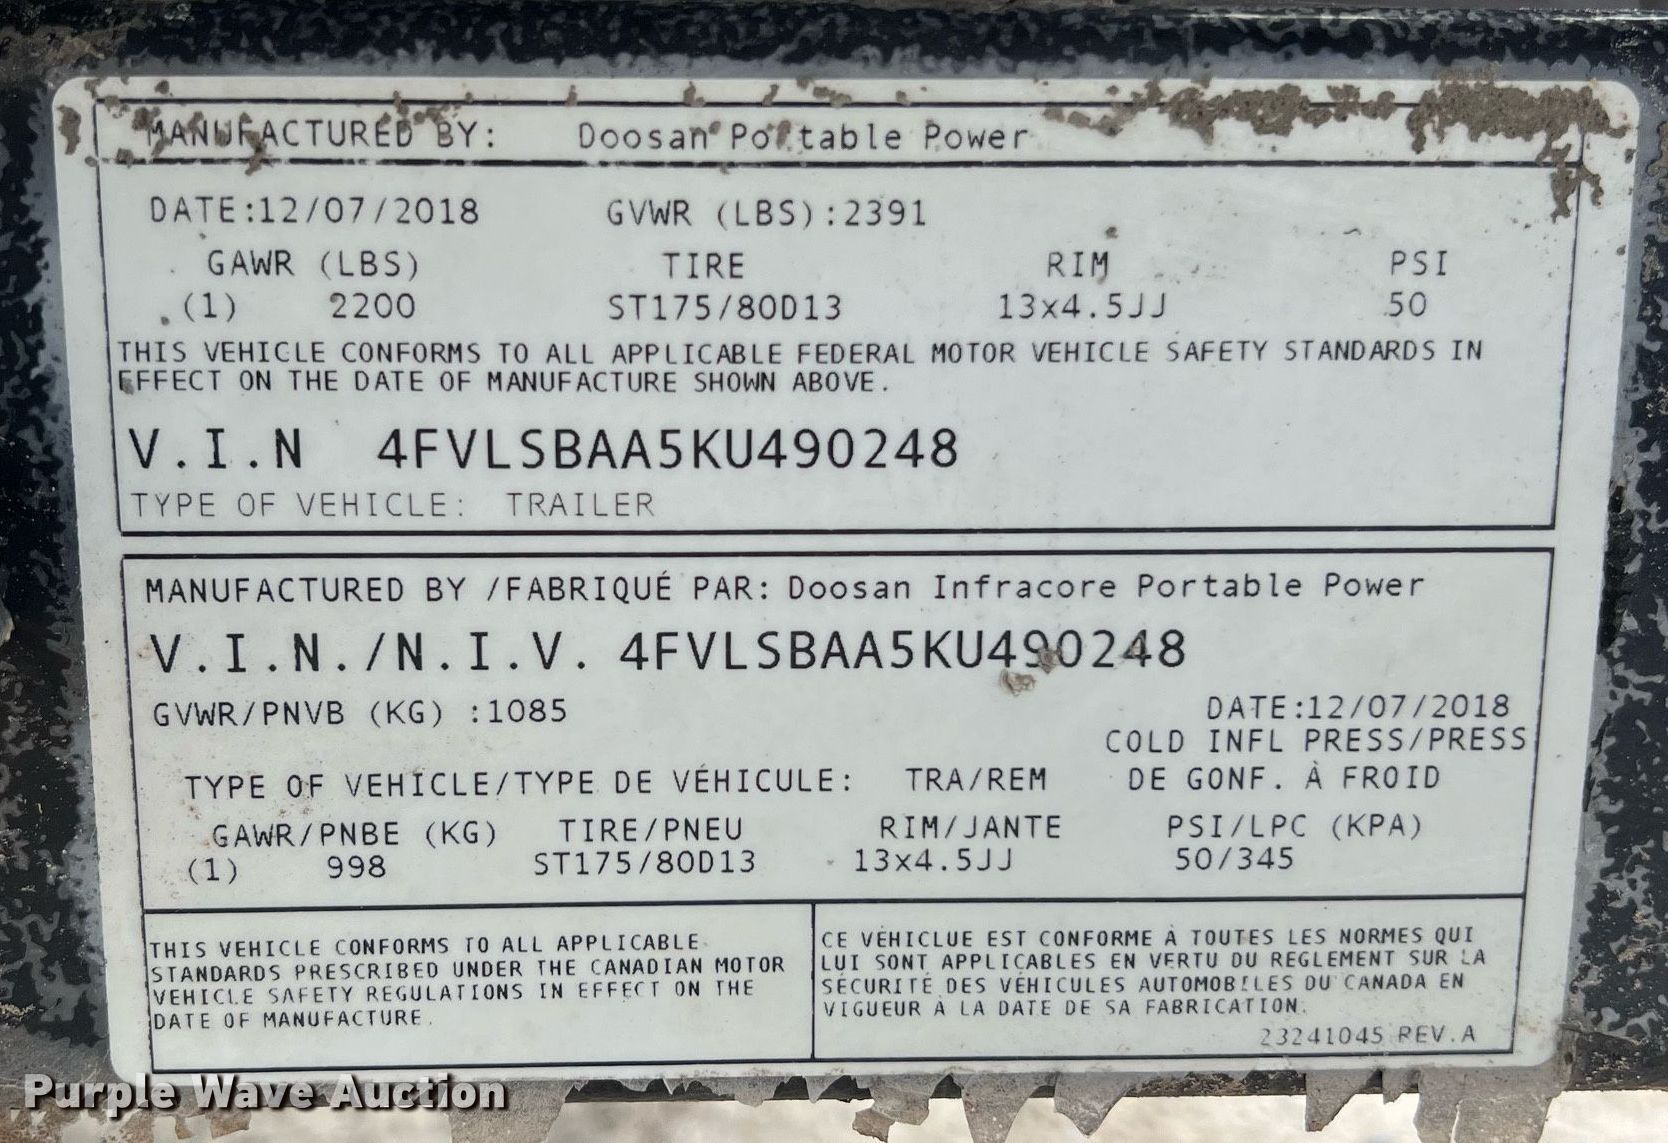 MANUFACTURED BY: Doosan Portable Power
DATE:12/07/2018 GVWR (LBS):2391
GAWR (LBS) TIRE RIM PSI
(1) 2200 ST175/80D13 13x4.5JJ 50
THIS VEHICLE CONFORMS TO ALL APPLICABLE FEDERAL MOTOR VEHICLE SAFETY STANDARDS IN
EFFECT ON THE DATE OF MANUFACTURE SHOWN ABOVE.
V.I.N 4FVLSBAA5KU490248
TYPE OF VEHICLE: TRAILER
MANUFACTURED BY /FABRIQUÉ PAR: Doosan Infracore Portable Power
V.I.N./N.I.V. 4FVLSBAA5KU490248
GVWR/PNVB (KG) :1085 DATE:12/07/2018
COLD INFL PRESS/PRESS
TYPE OF VEHICLE/TYPE DE VÉHICULE: TRA/REM DE GONF. À FROID
GAWR/PNBE (KG) TIRE/PNEU RIM/JANTE PSI/LPC (KPA)
(1) 998 ST175/80D13 13x4.5JJ 50/345
THIS VEHICLE CONFORMS TO ALL APPLICABLE
STANDARDS PRESCRIBED UNDER THE CANADIAN MOTOR
VEHICLE SAFETY REGULATIONS IN EFFECT ON THE
DATE OF MANUFACTURE.
CE VÉHICLUE EST CONFORME À TOUTES LES NORMES QUI
LUI SONT APPLICABLES EN VERTU DU REGLEMENT SUR LA
SÉCURITÉ DES VÉHICULES AUTOMOBILES DU CANADA EN
VIGUEUR À LA DATE DE SA FABRICATION.
23241045 REV.A
Purple Wave Auction